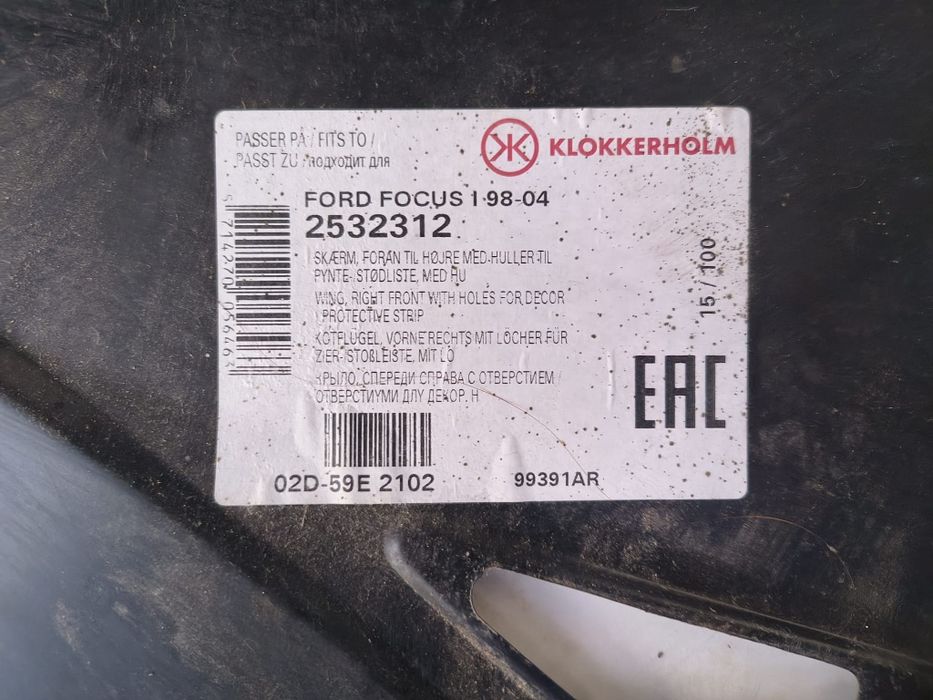 PASSER PÅ / FITS TO /
PASST ZU / подходит для
KLOKKERHOLM
FORD FOCUS I 98-04
2532312
SKÆRM, FORAN TIL HØJRE MED HULLER TIL
PYNTE- STØDLISTE, MED HU
WING, RIGHT FRONT WITH HOLES FOR DECOR
/ PROTECTIVE STRIP
KOTFLÜGEL, VORNE RECHTS MIT LÖCHER FÜR
ZIER- STOßLEISTE, MIT LÖ
КРЫЛО, СПЕРЕДИ СПРАВА С ОТВЕРСТИЕМ /
ОТВЕРСТИУМИ ДЛУ ДЕКОР. Н
15 / 100
EAC
02D-59E 2102
99391AR